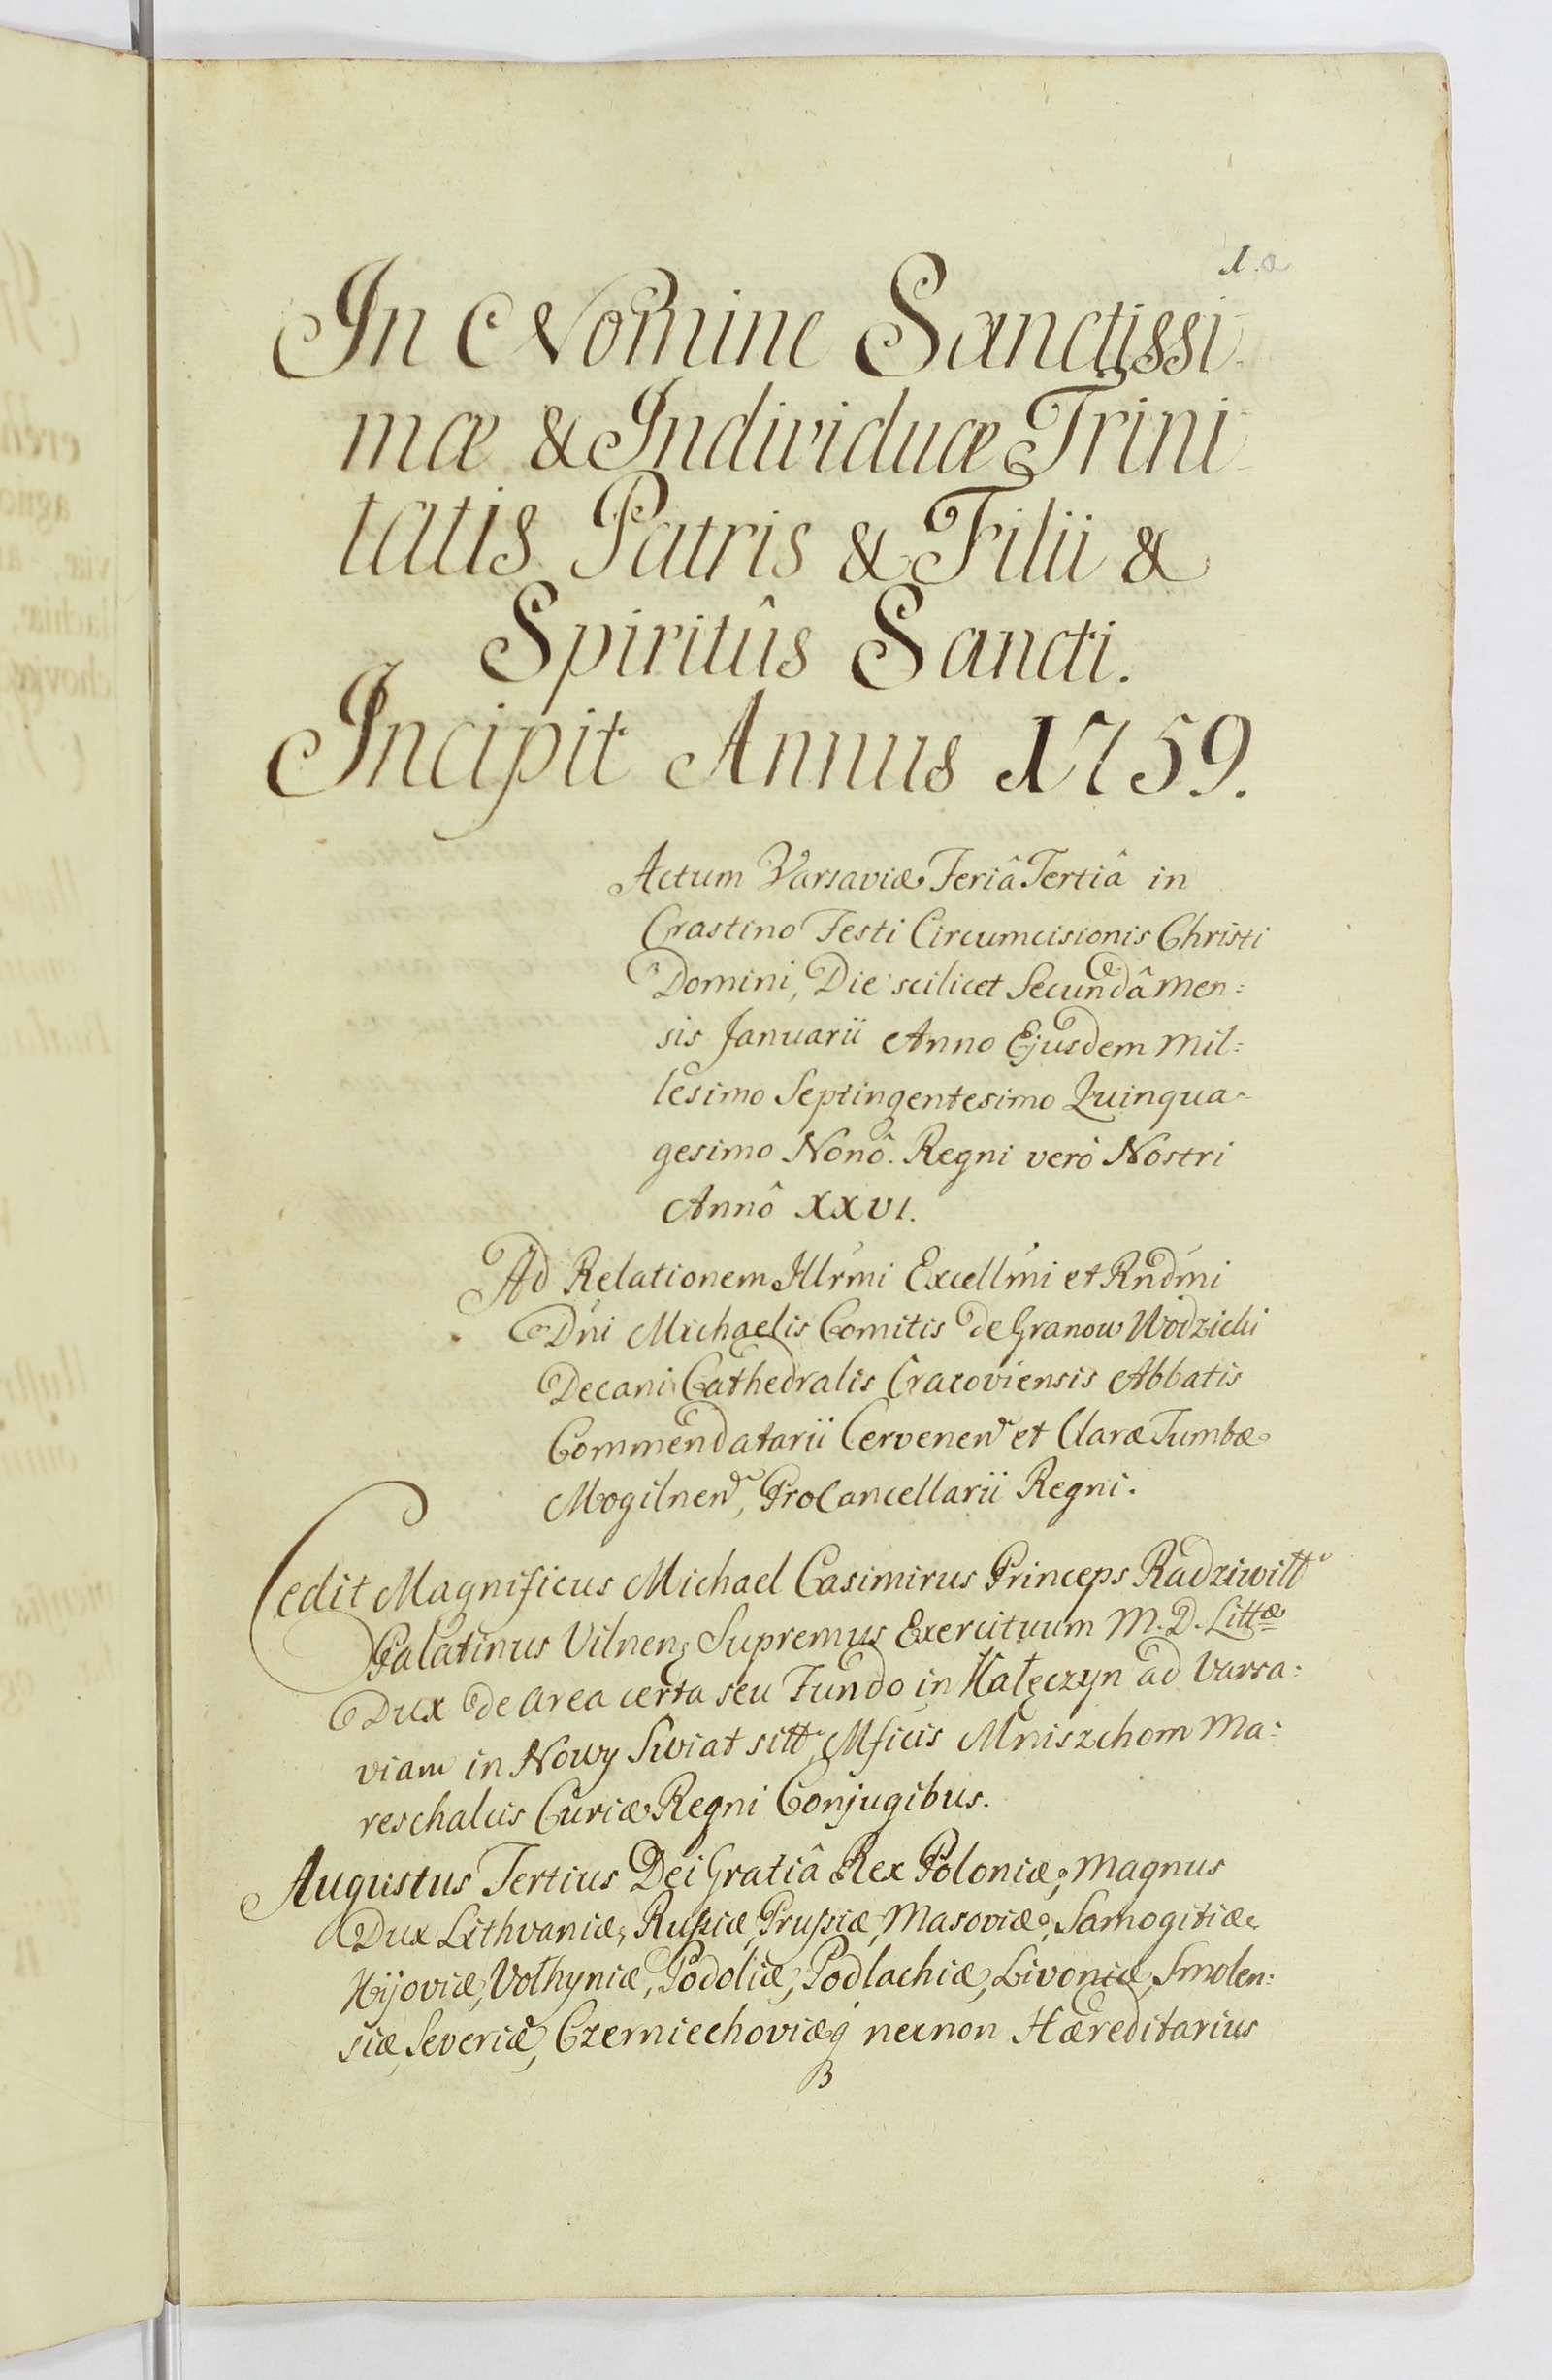 1.a
In Nomine Sanctissi-
mæ & Individuæ Trini-
tatis Patris & Filii &
Spiritûs Sancti.
Incipit Annus 1759.
Actum Varsaviæ Feriâ Tertiâ in
Crastino Festi Circumcisionis Christi
Domini, Die scilicet Secundâ Men=
sis Januarii Anno Ejusdem Mil=
lesimo Septingentesimo Quinqua-
gesimo Nonô. Regni verò Nostri
Annô XXVI.
Ad Relationem Illrmi Excellmi et Rndmi
Dni Michaelis Comitis de Granow Wodzicki
Decani Cathedralis Cracoviensis Abbatis
Commendatarii Cervenen et Claræ Tumbæ
Mogilnen, ProCancellarii Regni.
Cedit Magnificus Michael Casimirus Princeps Radziwiłł
Palatinus Vilnen, Supremus Exercituum M. D. Littæ
Dux de area certa seu Fundo in Kałęczyn ad Varsa=
viam in Nowy Swiat sitt Mficis Mniszchom Ma=
reschalcis Curiæ Regni Conjugibus.
Augustus Tertius Dei Gratiâ Rex Poloniæ, Magnus
Dux Lithvaniæ, Rußiæ, Prußiæ, Masoviæ, Samogitiæ,
Kijoviæ, Volhyniæ, Podoliæ, Podlachiæ, Livoniæ, Smolen=
siæ, Severiæ, Czerniechoviæq necnon Hæreditarius
B